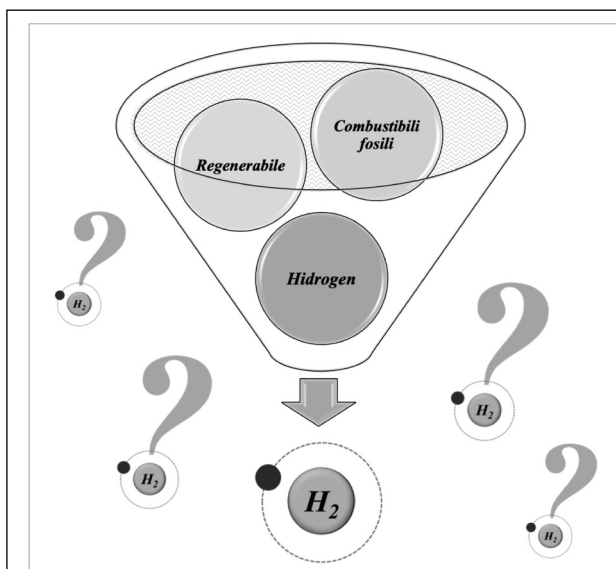 Combustibili
fosili
Regenerabile
Hidrogen
?
H₂
?
H₂
?
H₂
?
H₂
H₂